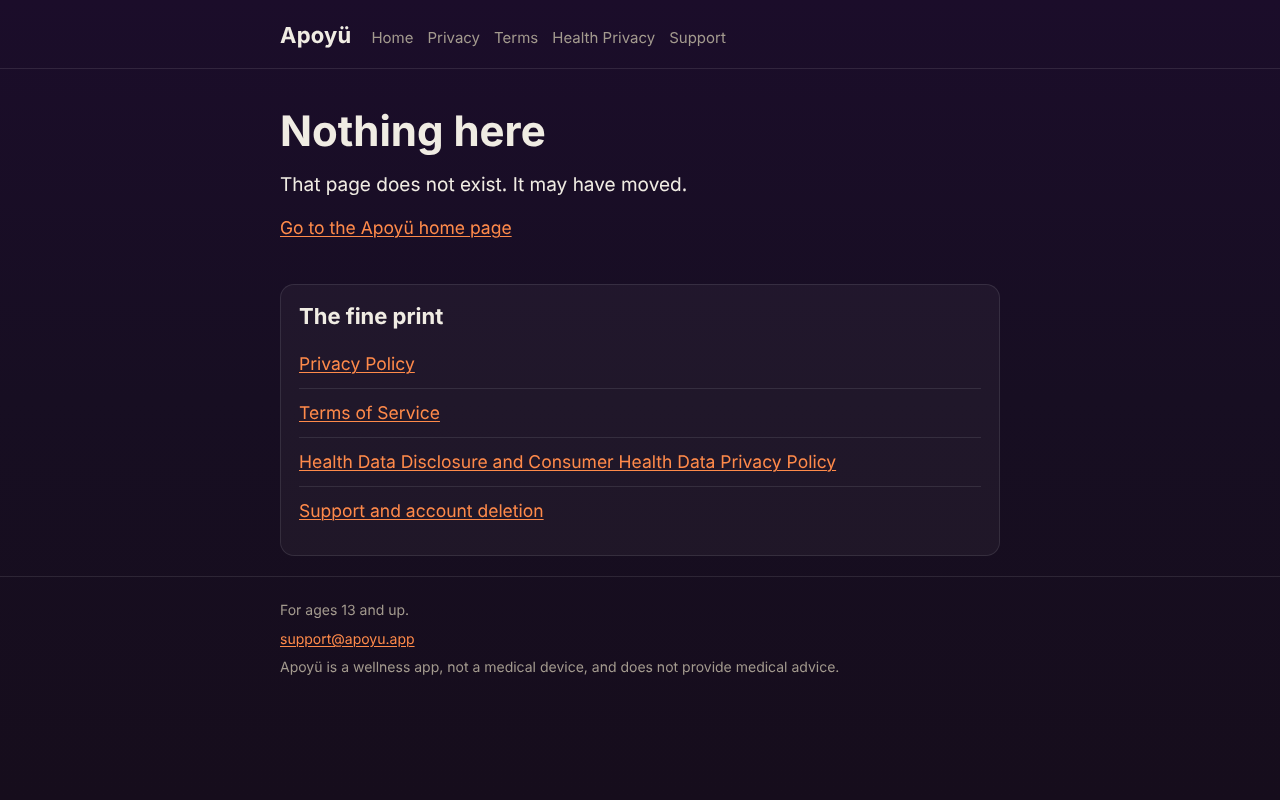 Apoyü Home Privacy Terms Health Privacy Support
Nothing here
That page does not exist. It may have moved.
Go to the Apoyü home page
The fine print
Privacy Policy
Terms of Service
Health Data Disclosure and Consumer Health Data Privacy Policy
Support and account deletion
For ages 13 and up.
support@apoyu.app
Apoyü is a wellness app, not a medical device, and does not provide medical advice.